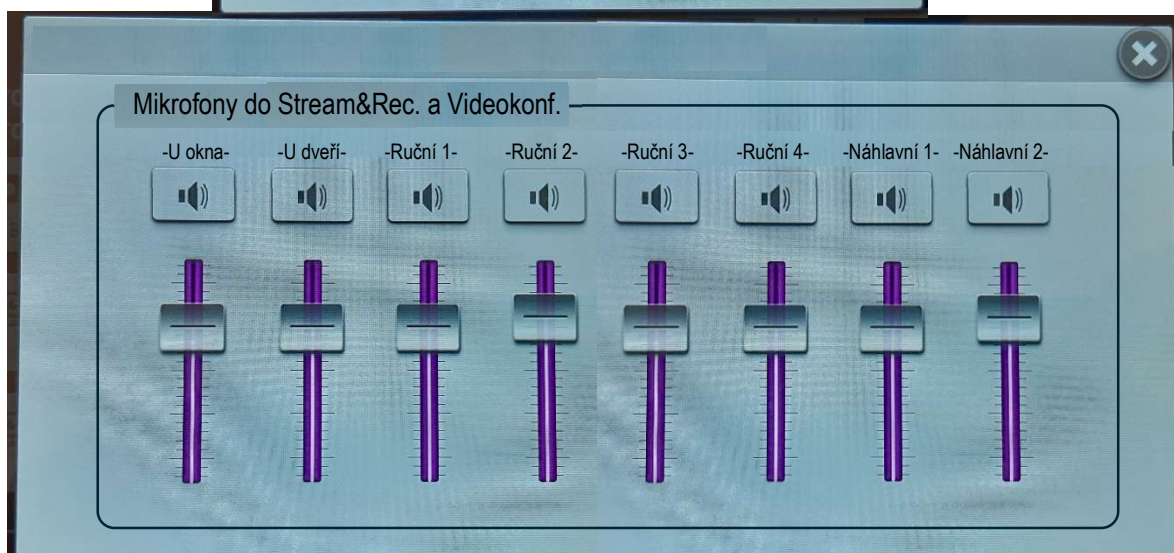 Mikrofony do Stream&Rec. a Videokonf.
-U okna- -U dveří- -Ruční 1- -Ruční 2- -Ruční 3- -Ruční 4- -Náhlavní 1- -Náhlavní 2-